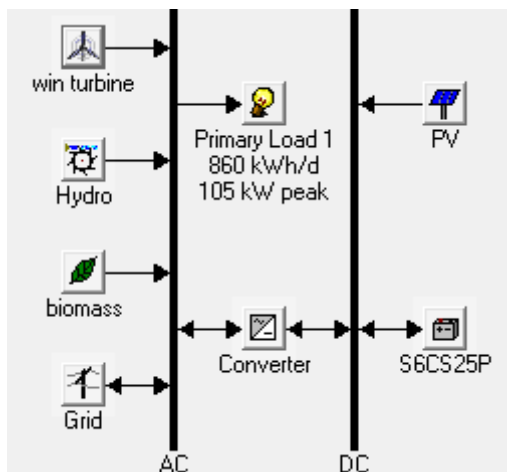 win turbine
Primary Load 1
860 kWh/d
105 kW peak
PV
Hydro
biomass
Converter
S6CS25P
Grid
AC
DC